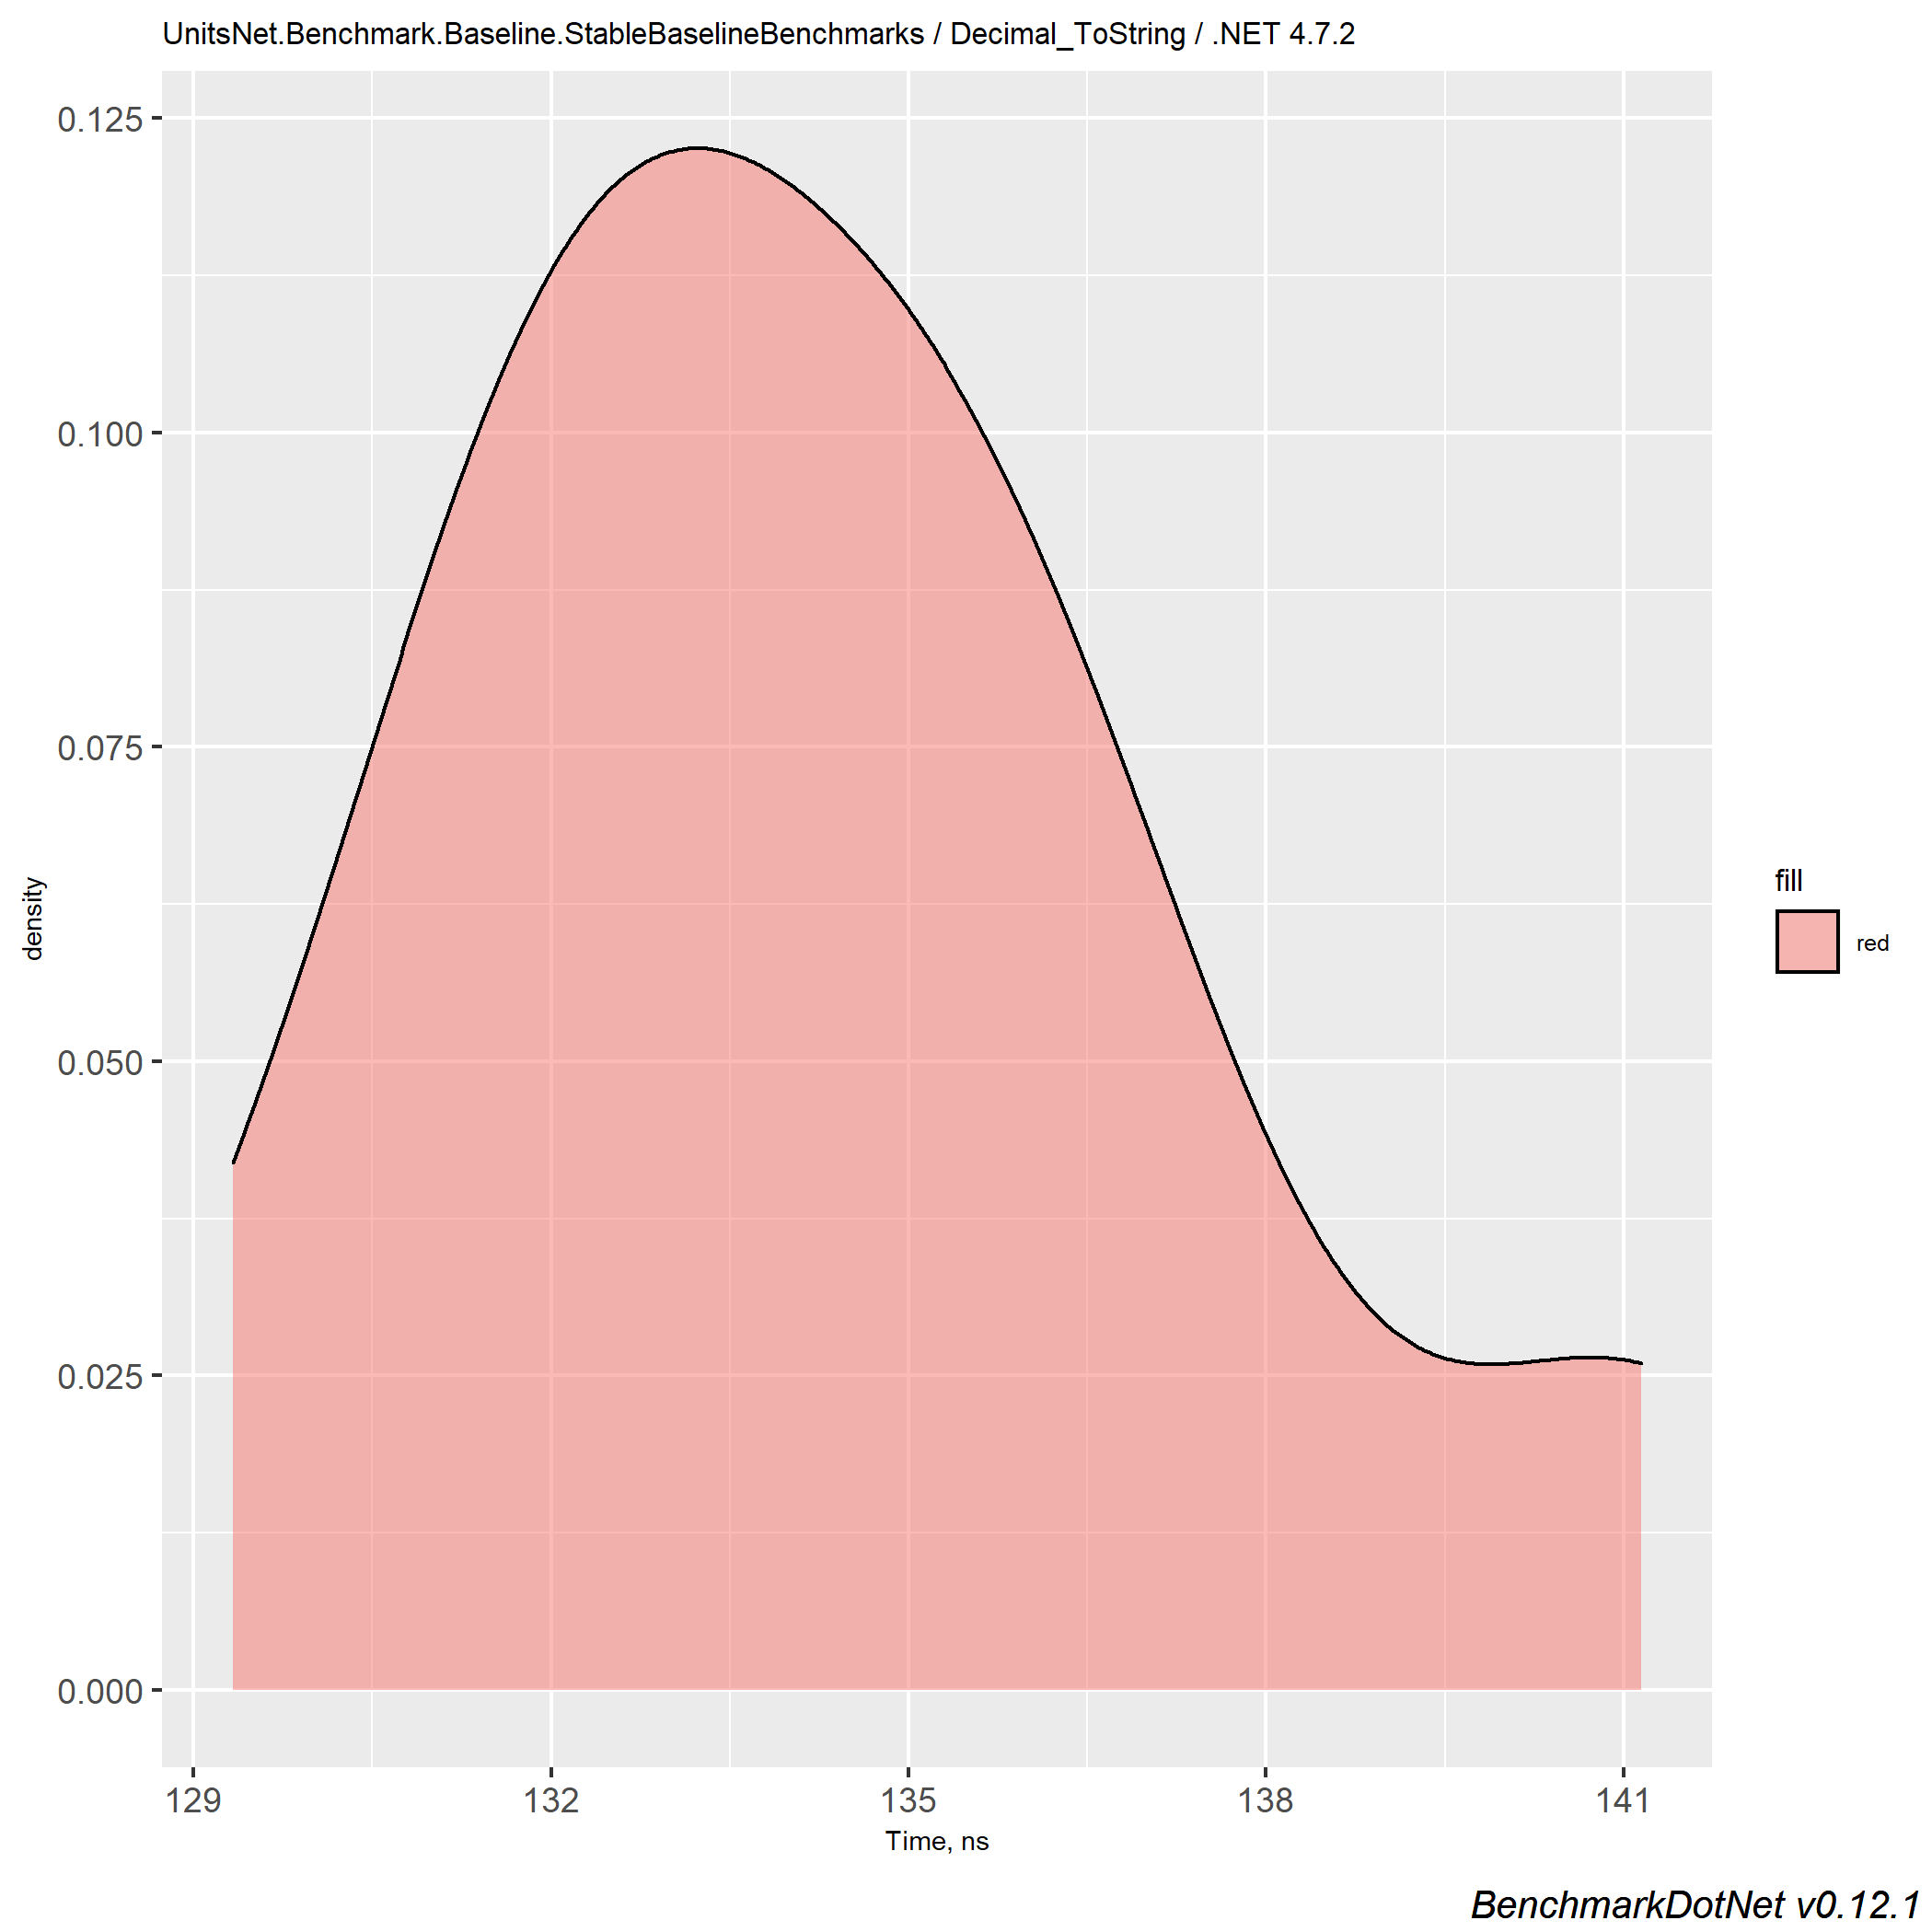 UnitsNet.Benchmark.Baseline.StableBaselineBenchmarks / Decimal_ToString / .NET 4.7.2
0.125
0.100
0.075
0.050
0.025
0.000
density
129 132 135 138 141
Time, ns
fill
red
BenchmarkDotNet v0.12.1